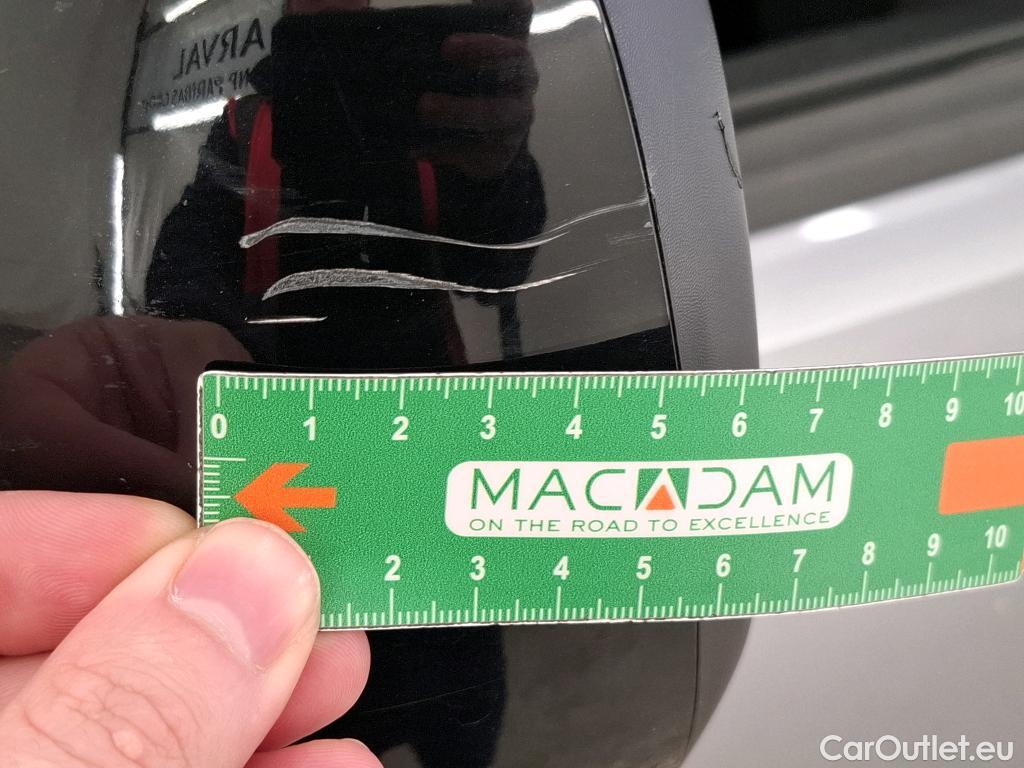 ARVAL
0 1 2 3 4 5 6 7 8 9 10
MACADAM
ON THE ROAD TO EXCELLENCE
2 3 4 5 6 7 8 9 10
CarOutlet.eu